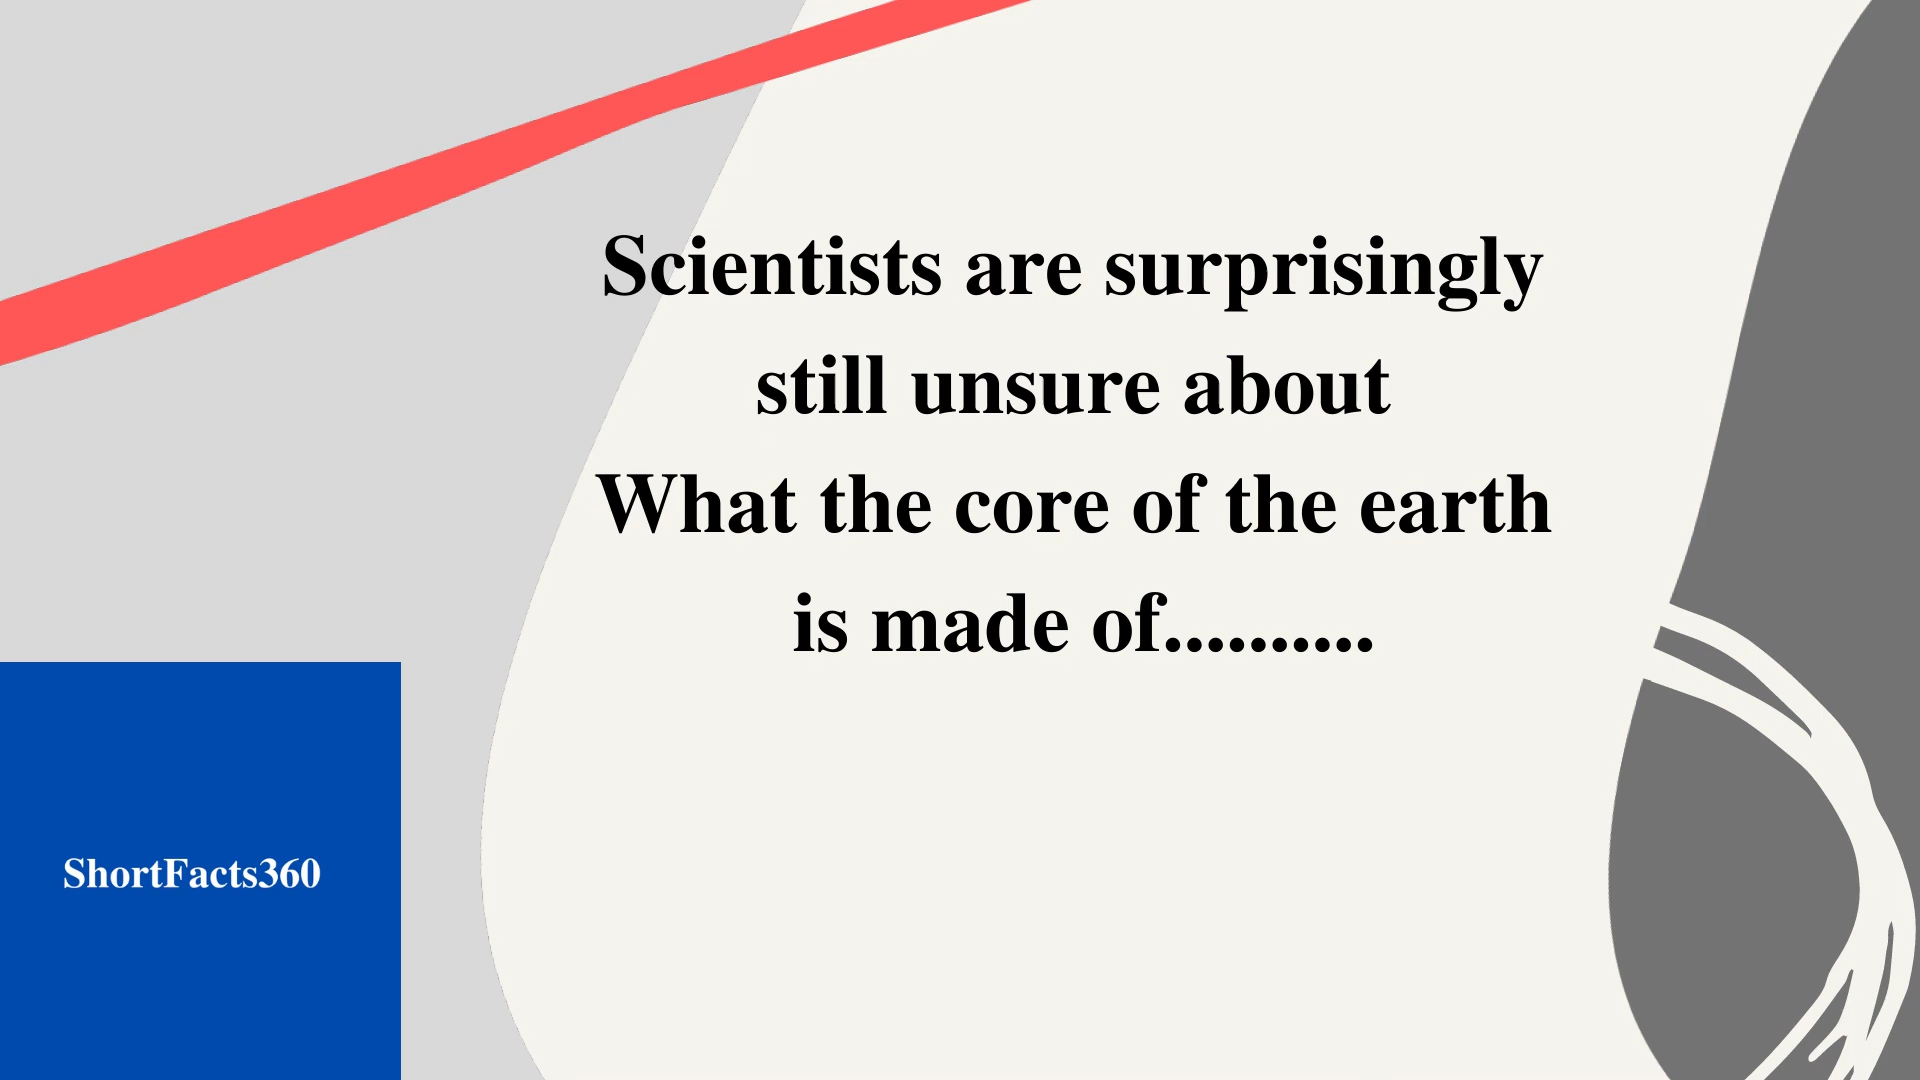 Scientists are surprisingly
still unsure about
What the core of the earth
is made of..........
ShortFacts360